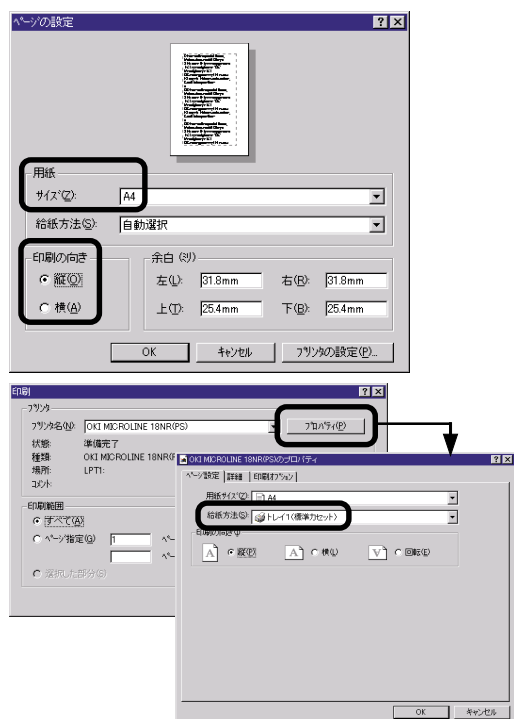 ページの設定
用紙
サイズ(Z): A4
給紙方法(S): 自動選択
印刷の向き
縦(O)
横(A)
余白 (ミリ)
左(L): 31.8mm 右(R): 31.8mm
上(T): 25.4mm 下(B): 25.4mm
OK キャンセル プリンタの設定(P)...
印刷
プリンタ
プリンタ名(N): OKI MICROLINE 18NR(PS) プロパティ(P)
状態: 準備完了
種類: OKI MICROLINE 18NR(P
場所: LPT1:
コメント:
印刷範囲
すべて(A)
ページ指定(G) 1 ペー
ペー
選択した部分(S)
OKI MICROLINE 18NR(PS)のプロパティ
ページ設定 詳細 印刷オプション
用紙サイズ(Z): A4
給紙方法(S): トレイ1(標準カセット)
印刷の向き
A 縦(P) A 横(L) V 回転(E)
OK キャンセル